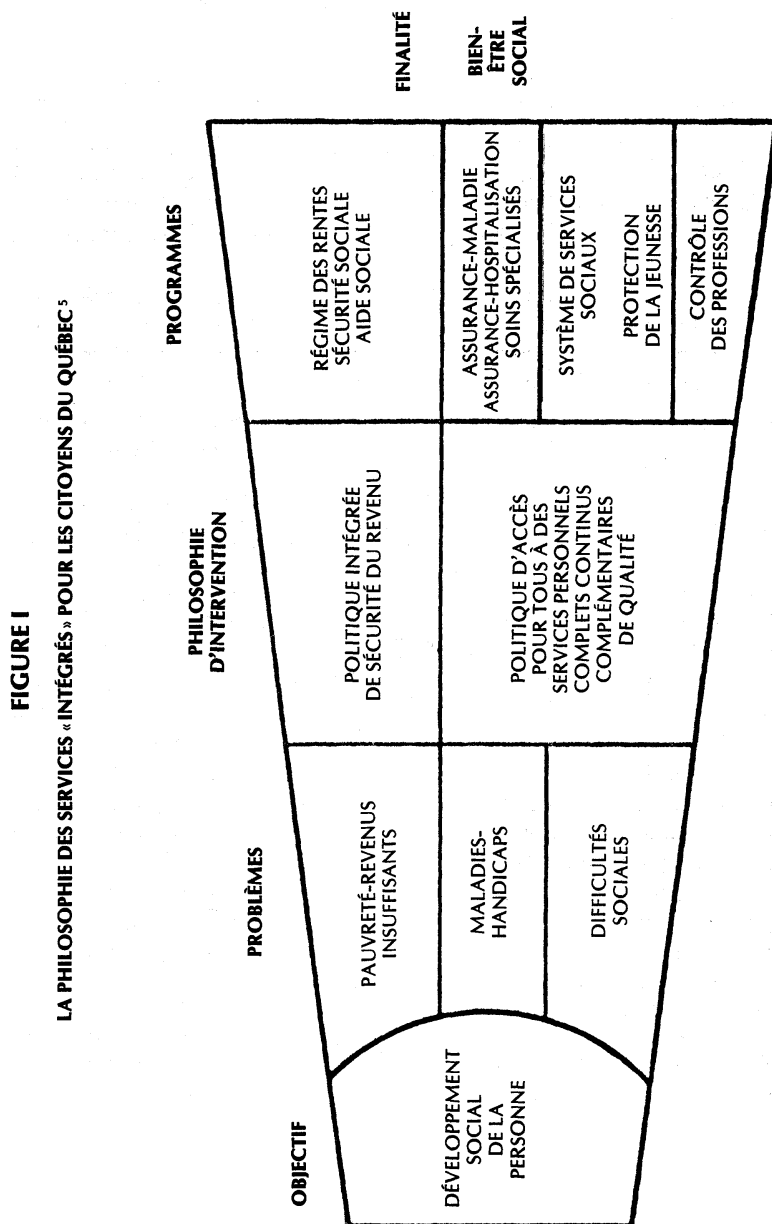 FIGURE I
LA PHILOSOPHIE DES SERVICES «INTÉGRÉS» POUR LES CITOYENS DU QUÉBEC⁵
OBJECTIF
PROBLÈMES
PHILOSOPHIE
D'INTERVENTION
PROGRAMMES
FINALITÉ
DÉVELOPPEMENT
SOCIAL
DE LA
PERSONNE
PAUVRETÉ-REVENUS
INSUFFISANTS
MALADIES-
HANDICAPS
DIFFICULTÉS
SOCIALES
POLITIQUE INTÉGRÉE
DE SÉCURITÉ DU REVENU
POLITIQUE D'ACCÈS
POUR TOUS À DES
SERVICES PERSONNELS
COMPLETS CONTINUS
COMPLÉMENTAIRES
DE QUALITÉ
RÉGIME DES RENTES
SÉCURITÉ SOCIALE
AIDE SOCIALE
ASSURANCE-MALADIE
ASSURANCE-HOSPITALISATION
SOINS SPÉCIALISÉS
SYSTÈME DE SERVICES
SOCIAUX
PROTECTION
DE LA JEUNESSE
CONTRÔLE
DES PROFESSIONS
BIEN-
ÊTRE
SOCIAL